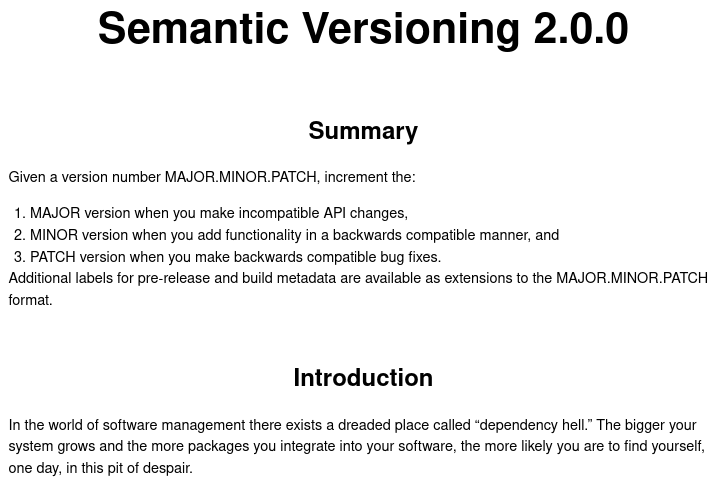 Semantic Versioning 2.0.0
Summary
Given a version number MAJOR.MINOR.PATCH, increment the:
1. MAJOR version when you make incompatible API changes,
2. MINOR version when you add functionality in a backwards compatible manner, and
3. PATCH version when you make backwards compatible bug fixes.
Additional labels for pre-release and build metadata are available as extensions to the MAJOR.MINOR.PATCH
format.
Introduction
In the world of software management there exists a dreaded place called “dependency hell.” The bigger your
system grows and the more packages you integrate into your software, the more likely you are to find yourself,
one day, in this pit of despair.